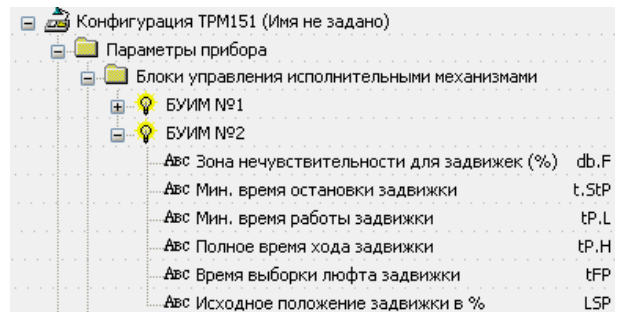 Конфигурация ТРМ151 (Имя не задано)
Параметры прибора
Блоки управления исполнительными механизмами
БУИМ №1
БУИМ №2
Авс Зона нечувствительности для задвижек (%) db.F
Авс Мин. время остановки задвижки t.StP
Авс Мин. время работы задвижки tP.L
Авс Полное время хода задвижки tP.H
Авс Время выборки люфта задвижки tFP
Авс Исходное положение задвижки в % LSP